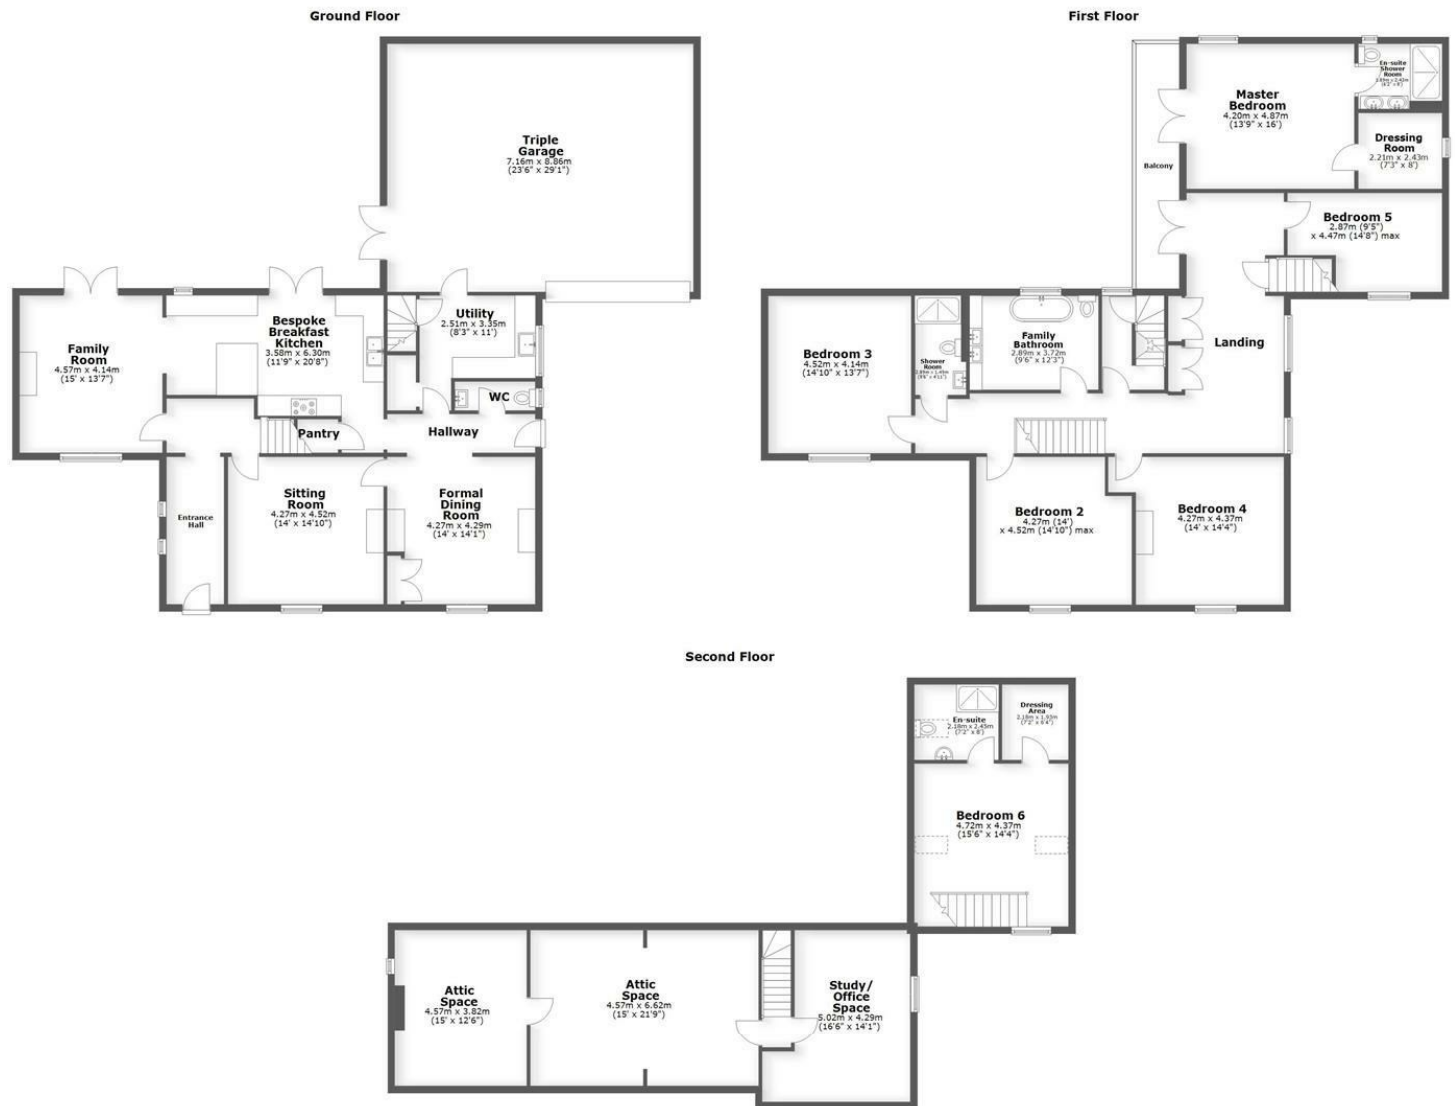 Ground Floor
Triple
Garage
7.16m x 8.86m
(23'6" x 29'1")
Bespoke
Breakfast
Kitchen
3.58m x 6.30m
(11'9" x 20'8")
Utility
2.51m x 3.35m
(8'3" x 11')
Family
Room
4.57m x 4.14m
(15' x 13'7")
WC
Pantry
Hallway
Entrance
Hall
Sitting
Room
4.27m x 4.52m
(14' x 14'10")
Formal
Dining
Room
4.27m x 4.29m
(14' x 14'1")
First Floor
Balcony
Master
Bedroom
4.20m x 4.87m
(13'9" x 16')
En-suite
Shower
Room
Dressing
Room
2.21m x 2.43m
(7'3" x 8')
Bedroom 5
2.87m (9'5")
x 4.47m (14'8") max
Bedroom 3
4.52m x 4.14m
(14'10" x 13'7")
Shower
Room
Family
Bathroom
2.89m x 3.72m
(9'6" x 12'3")
Landing
Bedroom 2
4.27m (14')
x 4.52m (14'10") max
Bedroom 4
4.27m x 4.37m
(14' x 14'4")
Second Floor
En-suite
2.18m x 2.45m
(7'2" x 8')
Dressing
Area
2.18m x 1.93m
(7'2" x 6'4")
Bedroom 6
4.72m x 4.37m
(15'6" x 14'4")
Attic
Space
4.57m x 3.82m
(15' x 12'6")
Attic
Space
4.57m x 6.62m
(15' x 21'9")
Study/
Office
Space
5.02m x 4.29m
(16'6" x 14'1")